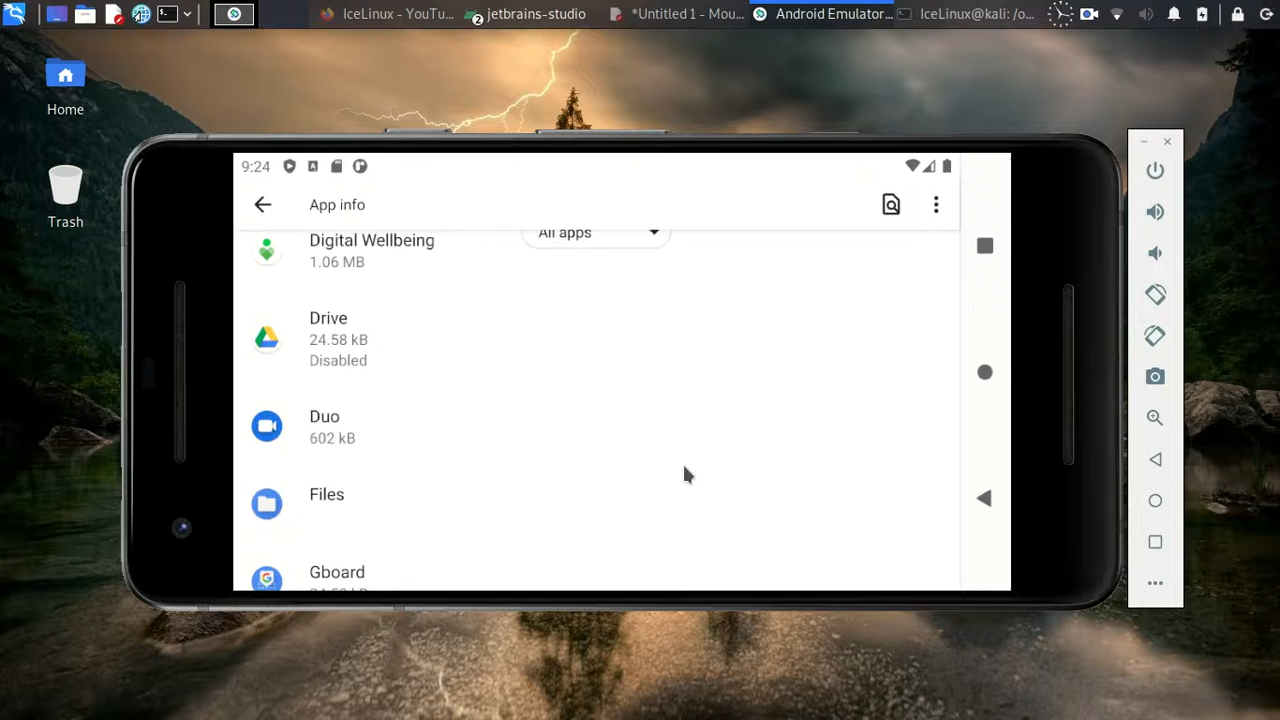 IceLinux - YouTu...
2
jetbrains-studio
*Untitled 1 - Mou...
Android Emulator...
IceLinux@kali: /o...
Home
Trash
9:24
App info
All apps
Digital Wellbeing
1.06 MB
Drive
24.58 kB
Disabled
Duo
602 kB
Files
Gboard